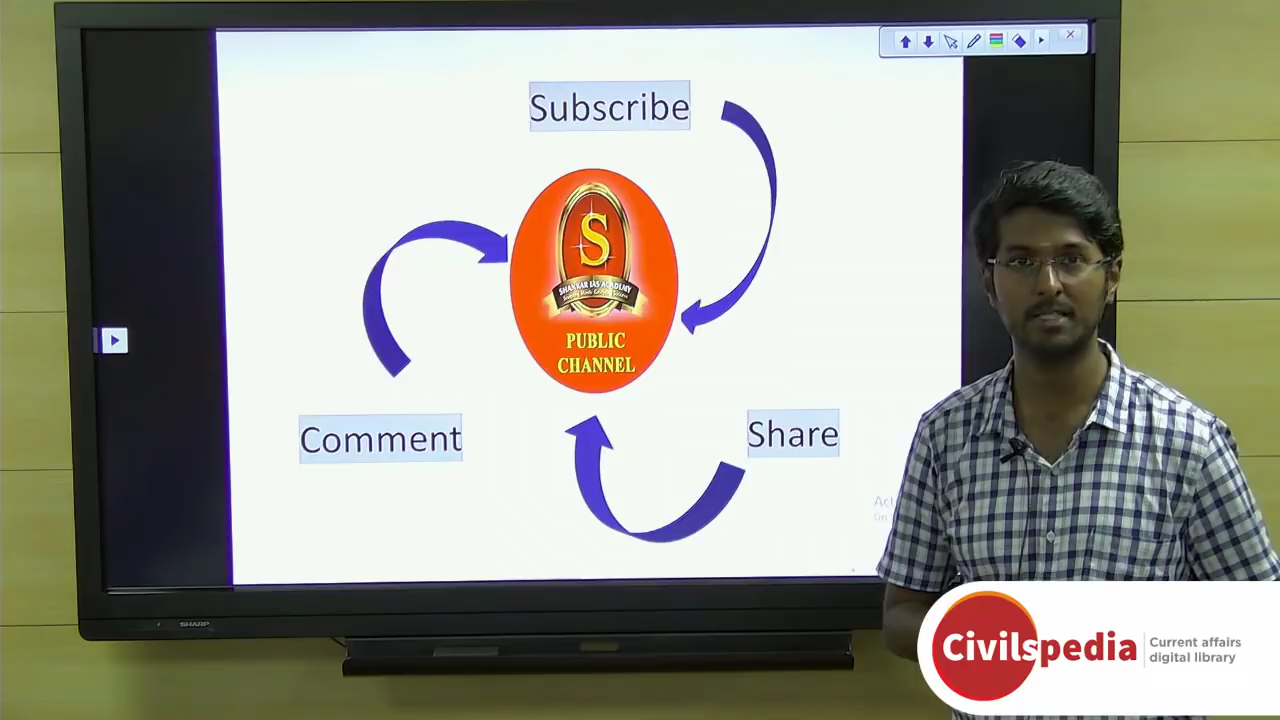 Subscribe
S
SHANKAR IAS ACADEMY
PUBLIC
CHANNEL
Comment
Share
SHARP
Civilspedia
Current affairs
digital library